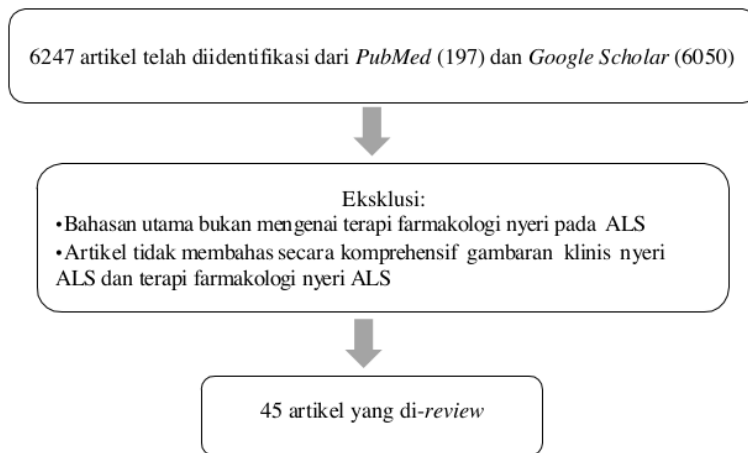 6247 artikel telah diidentifikasi dari PubMed (197) dan Google Scholar (6050)
Eksklusi:
•Bahasan utama bukan mengenai terapi farmakologi nyeri pada ALS
•Artikel tidak membahas secara komprehensif gambaran klinis nyeri
ALS dan terapi farmakologi nyeri ALS
45 artikel yang di-review